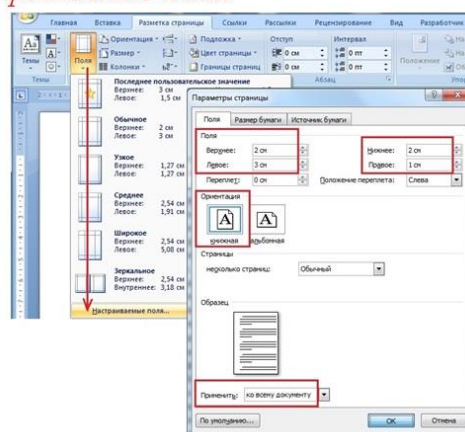 Главная Вставка Разметка страницы Ссылки Рассылки Рецензирование Вид Разработчик
Темы
Поля
Ориентация
Размер
Колонки
Подложка
Цвет страницы
Границы страниц
Отступ
0 см
0 см
Интервал
0 пт
0 пт
Положение
Темы
Абзац
Последнее пользовательское значение
Верхнее: 3 см
Левое: 1,5 см
Обычное
Верхнее: 2 см
Левое: 3 см
Узкое
Верхнее: 1,27 см
Левое: 1,27 см
Среднее
Верхнее: 2,54 см
Левое: 1,91 см
Широкое
Верхнее: 2,54 см
Левое: 5,08 см
Зеркальное
Верхнее: 2,54 см
Внутреннее: 3,18 см
Настраиваемые поля...
Параметры страницы
Поля Размер бумаги Источник бумаги
Поля
Верхнее: 2 см Нижнее: 2 см
Левое: 3 см Правое: 1 см
Переплет: 0 см Положение переплета: Слева
Ориентация
книжная альбомная
Страницы
несколько страниц: Обычный
Образец
Применить: ко всему документу
По умолчанию... ОК Отмена